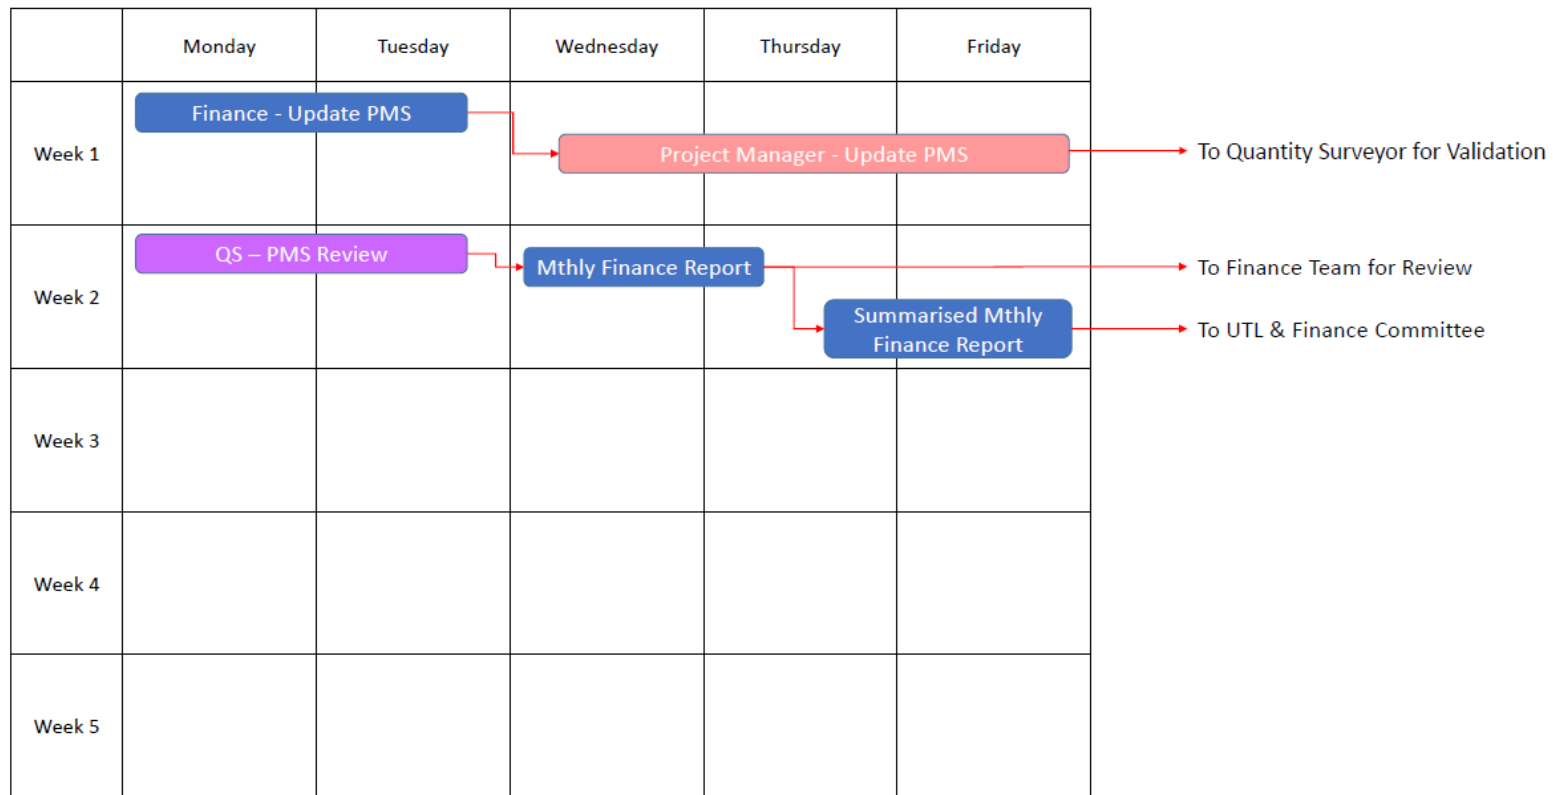 Monday
Tuesday
Wednesday
Thursday
Friday
Week 1
Finance - Update PMS
Project Manager - Update PMS
To Quantity Surveyor for Validation
Week 2
QS – PMS Review
Mthly Finance Report
To Finance Team for Review
Summarised Mthly
Finance Report
To UTL & Finance Committee
Week 3
Week 4
Week 5